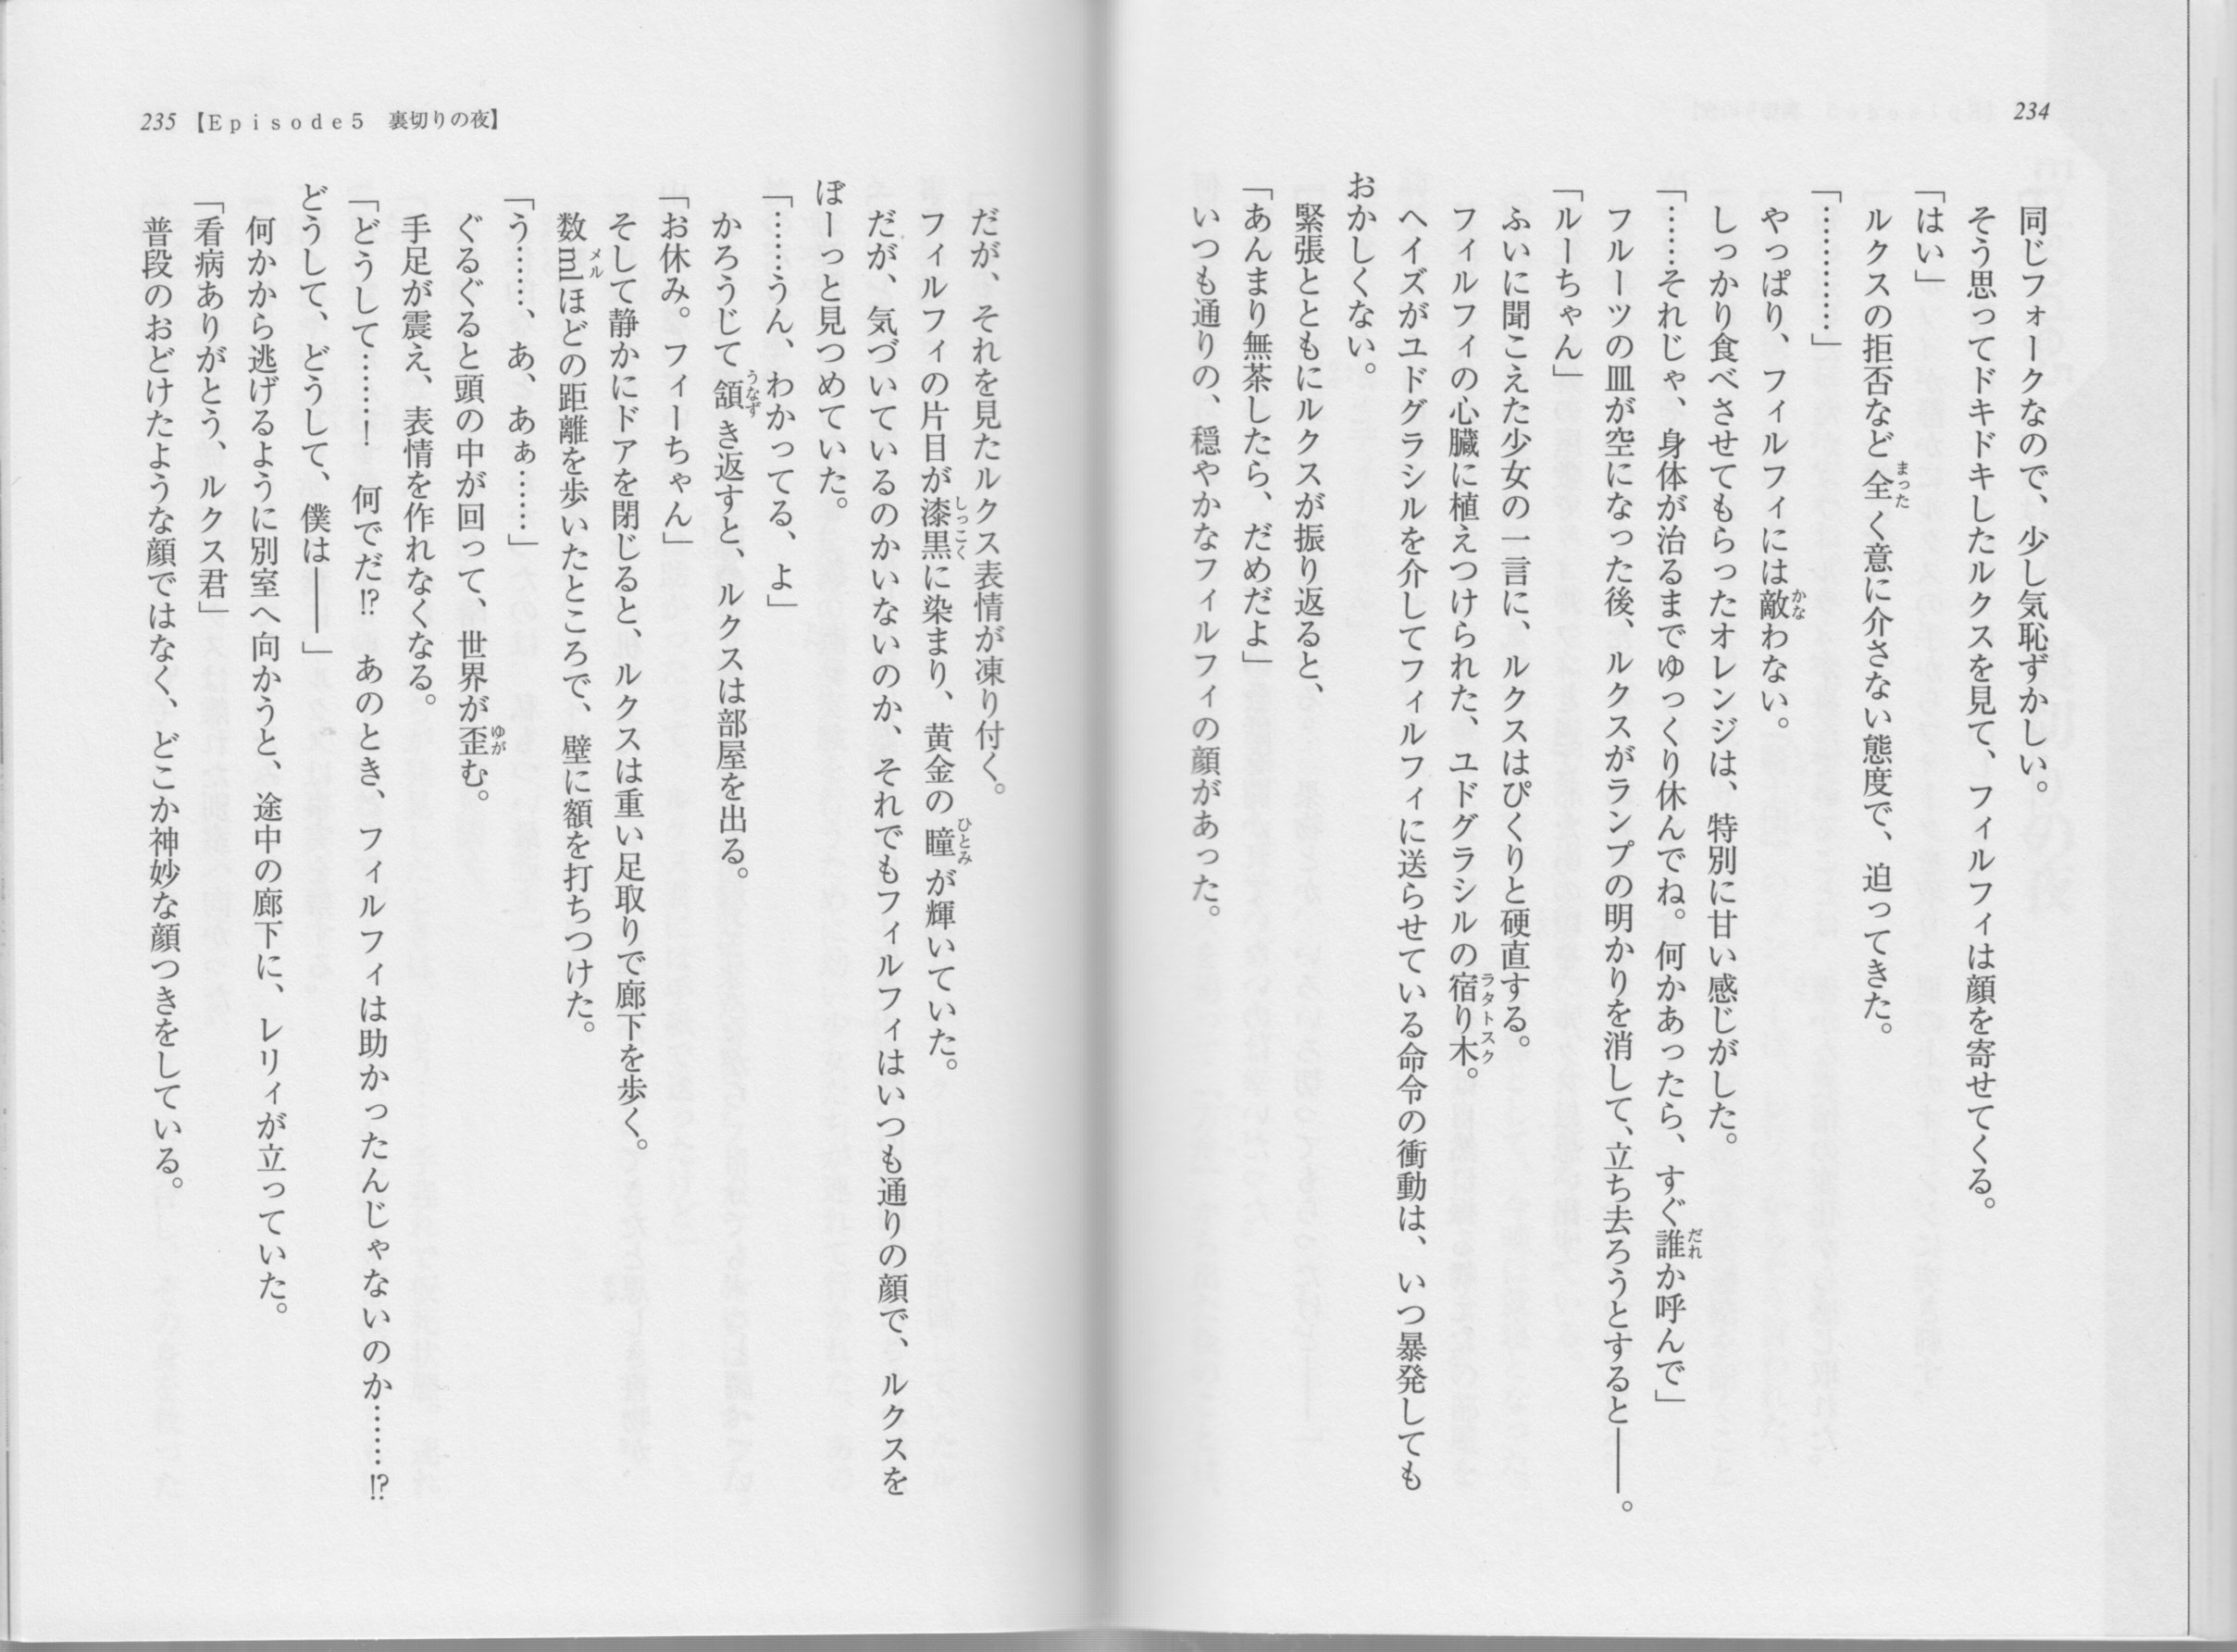 234
同じフォークなので、少し気恥ずかしい。
そう思ってドキドキしたルクスを見て、フィルフィは顔を寄せてくる。
「はい」
ルクスの拒否など全く意に介さない態度で、迫ってきた。
「…………」
やっぱり、フィルフィには敵わない。
しっかり食べさせてもらったオレンジは、特別に甘い感じがした。
「……それじゃ、身体が治るまでゆっくり休んでね。何かあったら、すぐ誰か呼んで」
フルーツの皿が空になった後、ルクスがランプの明かりを消して、立ち去ろうとすると――。
「ルーちゃん」
ふいに聞こえた少女の一言に、ルクスはぴくりと硬直する。
フィルフィの心臓に植えつけられた、ユドグラシルの宿り木。
ヘイズがユドグラシルを介してフィルフィに送らせている命令の衝動は、いつ暴発しても
おかしくない。
緊張とともにルクスが振り返ると、
「あんまり無茶したら、だめだよ」
いつも通りの、穏やかなフィルフィの顔があった。
235【Episode5 裏切りの夜】
だが、それを見たルクス表情が凍り付く。
フィルフィの片目が漆黒に染まり、黄金の瞳が輝いていた。
だが、気づいているのかいないのか、それでもフィルフィはいつも通りの顔で、ルクスを
ぼーっと見つめていた。
「……うん、わかってる、よ」
かろうじて頷き返すと、ルクスは部屋を出る。
「お休み。フィーちゃん」
そして静かにドアを閉じると、ルクスは重い足取りで廊下を歩く。
数mlほどの距離を歩いたところで、壁に額を打ちつけた。
「う……、あ、あぁ……」
ぐるぐると頭の中が回って、世界が歪む。
手足が震え、表情を作れなくなる。
「どうして……！　何でだ!?　あのとき、フィルフィは助かったんじゃないのか……!?
どうして、どうして、僕は――」
何かから逃げるように別室へ向かうと、途中の廊下に、レリィが立っていた。
「看病ありがとう、ルクス君」
普段のおどけたような顔ではなく、どこか神妙な顔つきをしている。